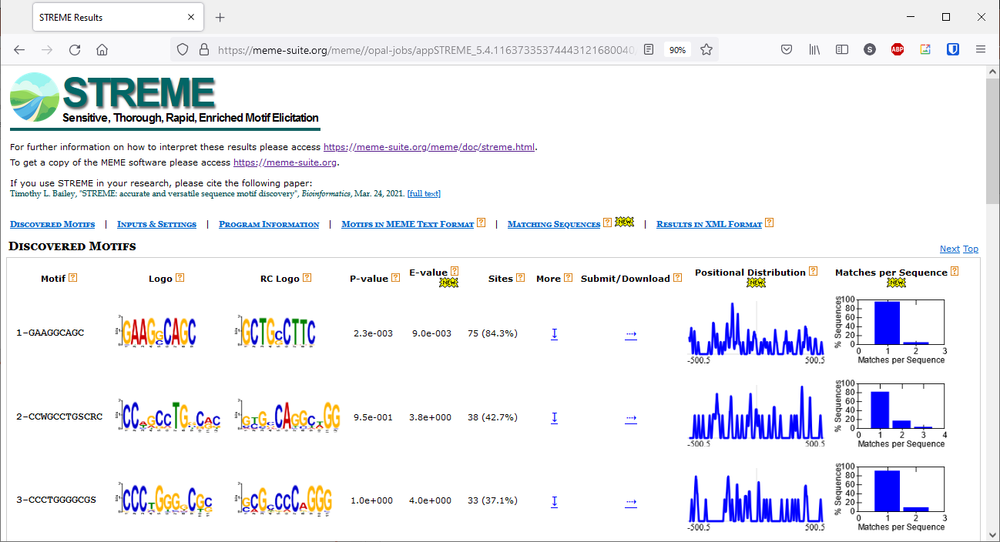 STREME Results
https://meme-suite.org/meme//opal-jobs/appSTREME_5.4.11637335374443121680040
90%
S
ABP
STREME
Sensitive, Thorough, Rapid, Enriched Motif Elicitation
For further information on how to interpret these results please access https://meme-suite.org/meme/doc/streme.html.
To get a copy of the MEME software please access https://meme-suite.org.
If you use STREME in your research, please cite the following paper:
Timothy L. Bailey, "STREME: accurate and versatile sequence motif discovery", Bioinformatics, Mar. 24, 2021. [full text]
Discovered Motifs | Inputs & Settings | Program Information | Motifs in MEME Text Format ? | Matching Sequences ? NEW | Results in XML Format ?
Discovered Motifs
Next Top
Motif ? Logo ? RC Logo ? P-value ? E-value ? NEW Sites ? More ? Submit/Download ? Positional Distribution ? NEW Matches per Sequence ? NEW
1-GAAGGCAGC 2.3e-003 9.0e-003 75 (84.3%) ↧ ⇢
-500.5 500.5
% Sequences
100
80
60
40
20
0
0 1 2 3
Matches per Sequence
2-CCWGCCTGSCRC 9.5e-001 3.8e+000 38 (42.7%) ↧ ⇢
-500.5 500.5
% Sequences
100
80
60
40
20
0
0 1 2 3 4
Matches per Sequence
3-CCCTGGGGCGS 1.0e+000 4.0e+000 33 (37.1%) ↧ ⇢
-500.5 500.5
% Sequences
100
80
60
40
20
0
0 1 2 3
Matches per Sequence